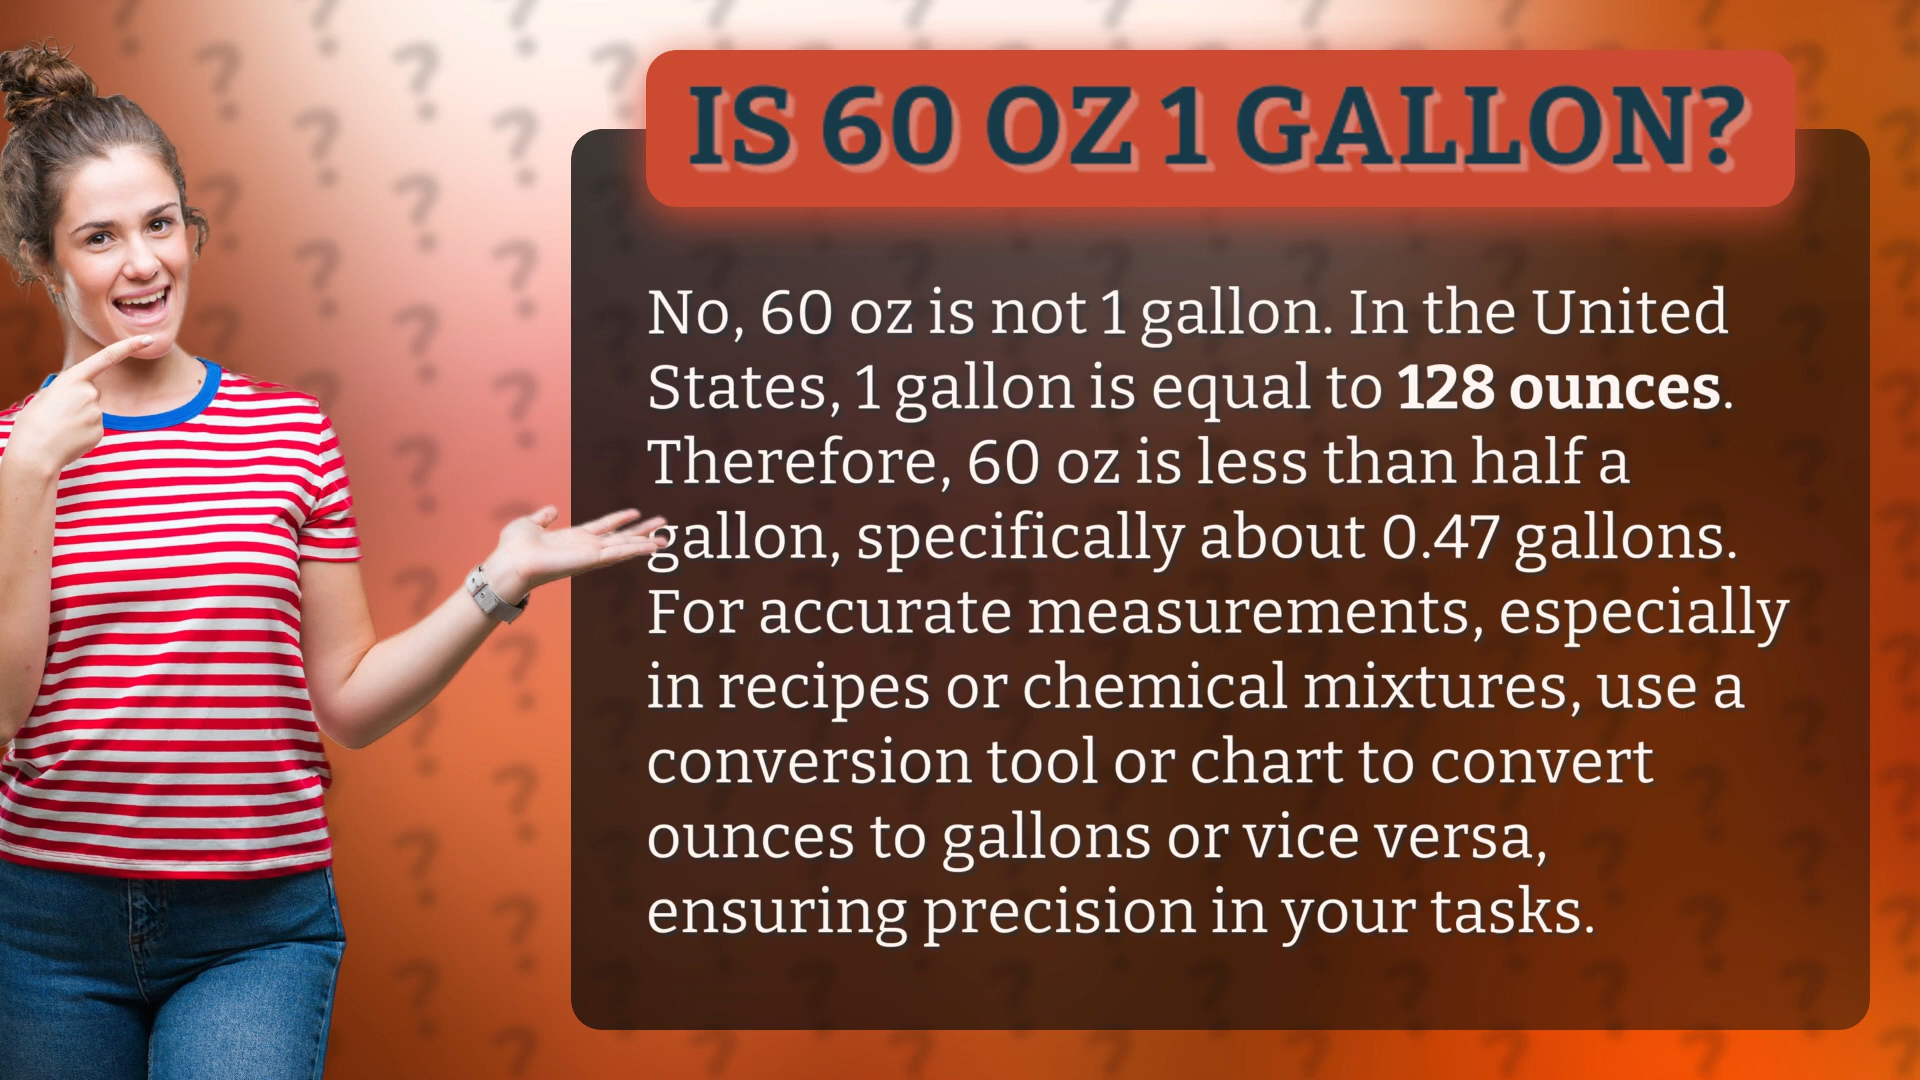 IS 60 OZ 1 GALLON?
No, 60 oz is not 1 gallon. In the United
States, 1 gallon is equal to 128 ounces.
Therefore, 60 oz is less than half a
gallon, specifically about 0.47 gallons.
For accurate measurements, especially
in recipes or chemical mixtures, use a
conversion tool or chart to convert
ounces to gallons or vice versa,
ensuring precision in your tasks.